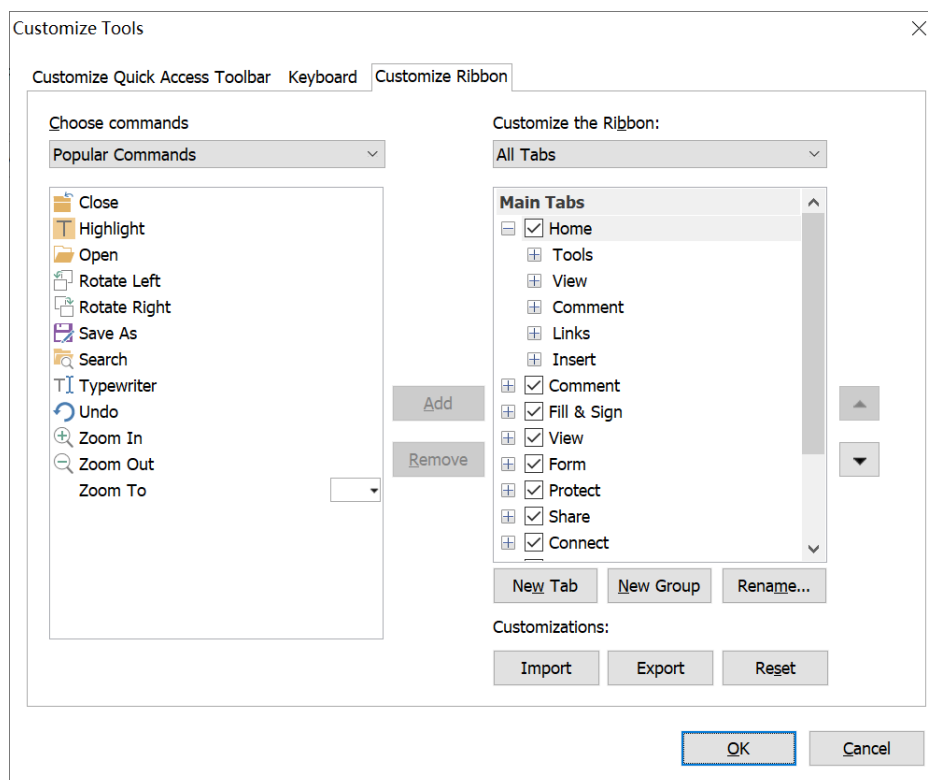 Customize Tools
Customize Quick Access Toolbar
Keyboard
Customize Ribbon
Choose commands
Popular Commands
Close
Highlight
Open
Rotate Left
Rotate Right
Save As
Search
Typewriter
Undo
Zoom In
Zoom Out
Zoom To
Add
Remove
Customize the Ribbon:
All Tabs
Main Tabs
Home
Tools
View
Comment
Links
Insert
Comment
Fill & Sign
View
Form
Protect
Share
Connect
New Tab
New Group
Rename...
Customizations:
Import
Export
Reset
OK
Cancel